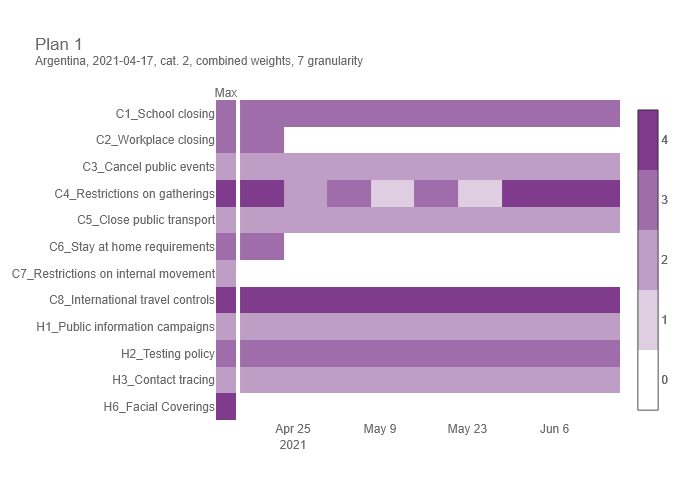 Plan 1
Argentina, 2021-04-17, cat. 2, combined weights, 7 granularity
Max
C1_School closing
C2_Workplace closing
C3_Cancel public events
C4_Restrictions on gatherings
C5_Close public transport
C6_Stay at home requirements
C7_Restrictions on internal movement
C8_International travel controls
H1_Public information campaigns
H2_Testing policy
H3_Contact tracing
H6_Facial Coverings
4
3
2
1
0
Apr 25 May 9 May 23 Jun 6
2021